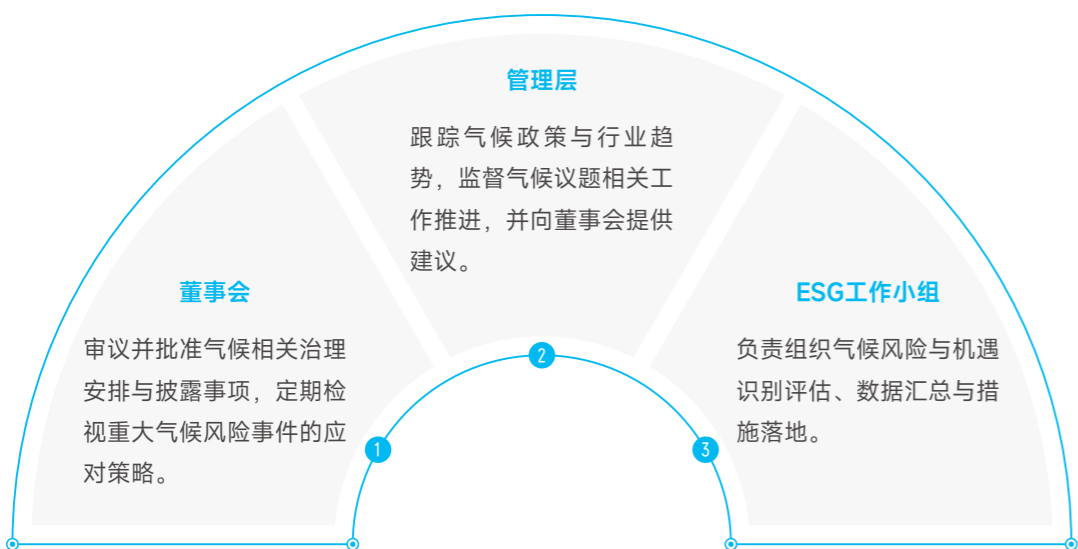 董事会
审议并批准气候相关治理
安排与披露事项，定期检
视重大气候风险事件的应
对策略。
1
管理层
跟踪气候政策与行业趋
势，监督气候议题相关工
作推进，并向董事会提供
建议。
2
ESG工作小组
负责组织气候风险与机遇
识别评估、数据汇总与措
施落地。
3